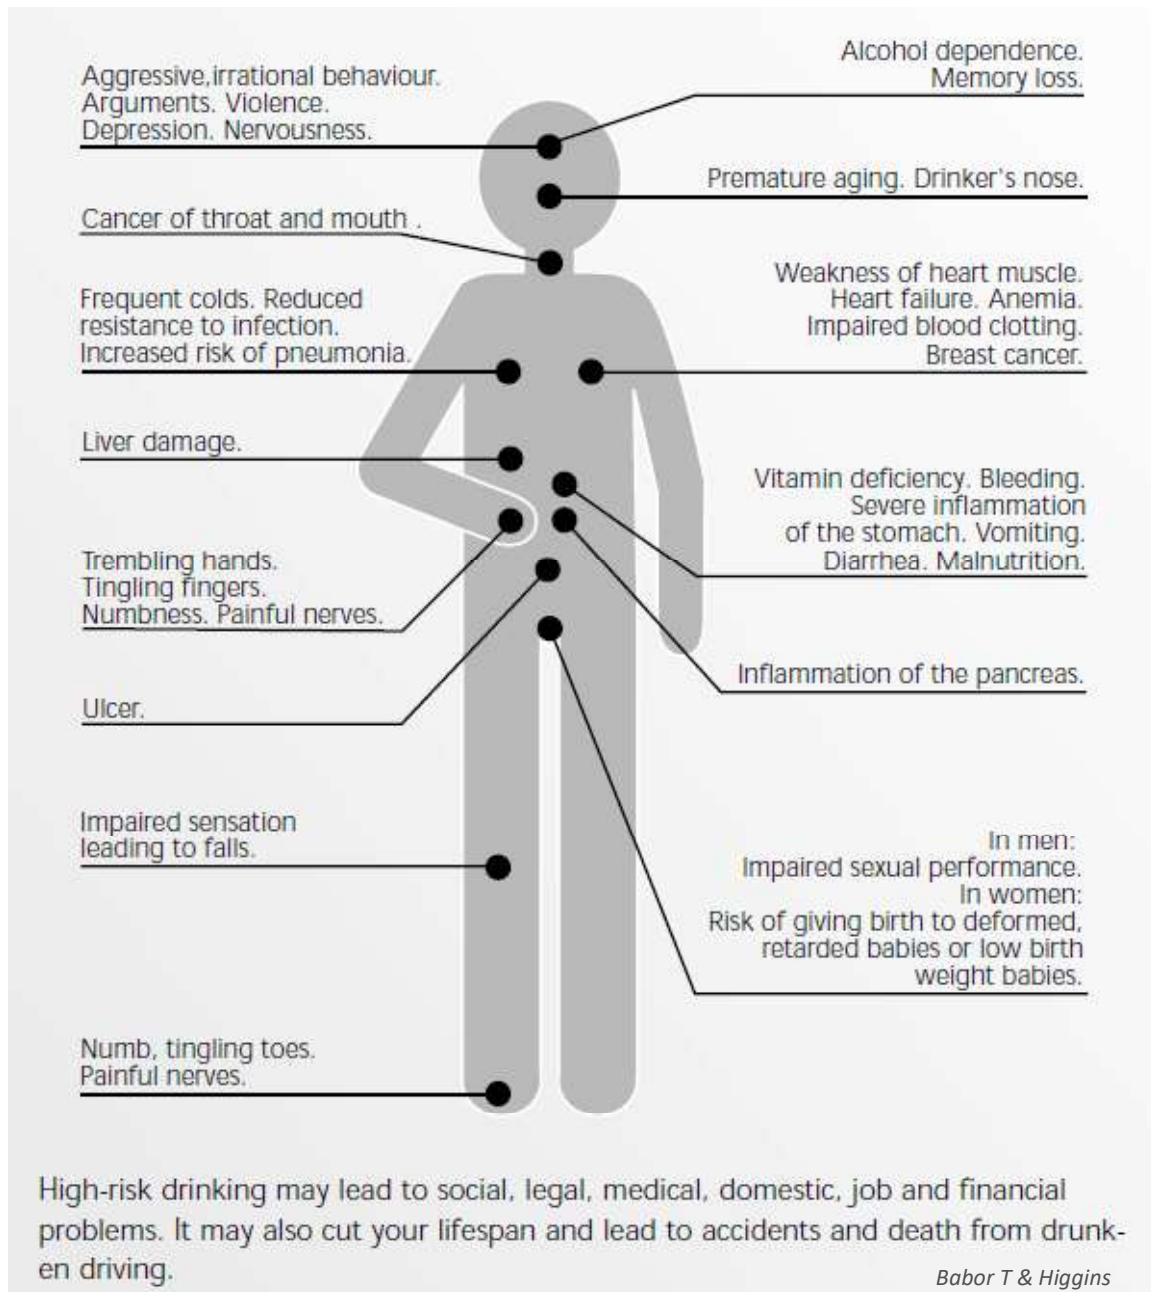 Aggressive,irrational behaviour.
Arguments. Violence.
Depression. Nervousness.
Alcohol dependence.
Memory loss.
Premature aging. Drinker's nose.
Cancer of throat and mouth .
Frequent colds. Reduced
resistance to infection.
Increased risk of pneumonia.
Weakness of heart muscle.
Heart failure. Anemia.
Impaired blood clotting.
Breast cancer.
Liver damage.
Vitamin deficiency. Bleeding.
Severe inflammation
of the stomach. Vomiting.
Diarrhea. Malnutrition.
Trembling hands.
Tingling fingers.
Numbness. Painful nerves.
Inflammation of the pancreas.
Ulcer.
Impaired sensation
leading to falls.
In men:
Impaired sexual performance.
In women:
Risk of giving birth to deformed,
retarded babies or low birth
weight babies.
Numb, tingling toes.
Painful nerves.
High-risk drinking may lead to social, legal, medical, domestic, job and financial
problems. It may also cut your lifespan and lead to accidents and death from drunk-
en driving.
Babor T & Higgins